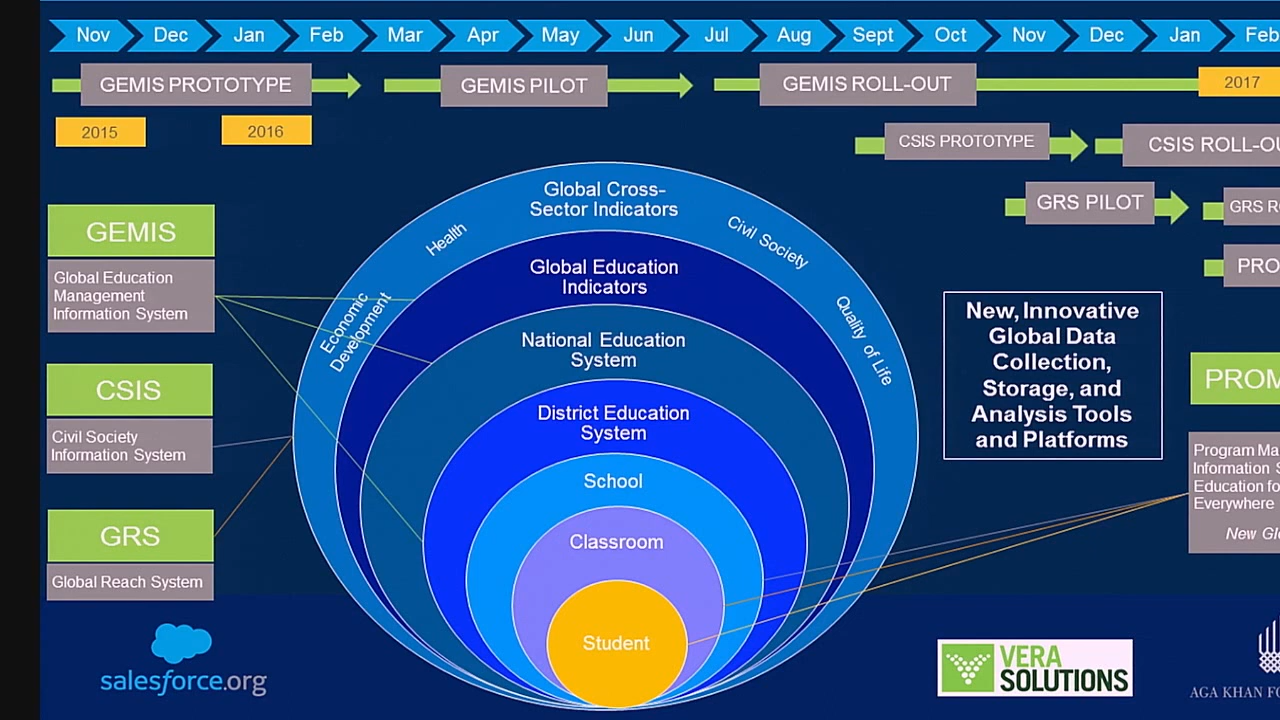 Nov Dec Jan Feb Mar Apr May Jun Jul Aug Sept Oct Nov Dec Jan Feb
GEMIS PROTOTYPE
GEMIS PILOT
GEMIS ROLL-OUT
2017
2015
2016
CSIS PROTOTYPE
CSIS ROLL-OU
GRS PILOT
GRS RO
PRO
Global Cross-
Sector Indicators
Health
Civil Society
Economic
Development
Quality of Life
Global Education
Indicators
National Education
System
District Education
System
School
Classroom
Student
GEMIS
Global Education
Management
Information System
CSIS
Civil Society
Information System
GRS
Global Reach System
New, Innovative
Global Data
Collection,
Storage, and
Analysis Tools
and Platforms
PROM
Program Ma
Information S
Education fo
Everywhere
New Glo
salesforce.org
VERA
SOLUTIONS
AGA KHAN FO